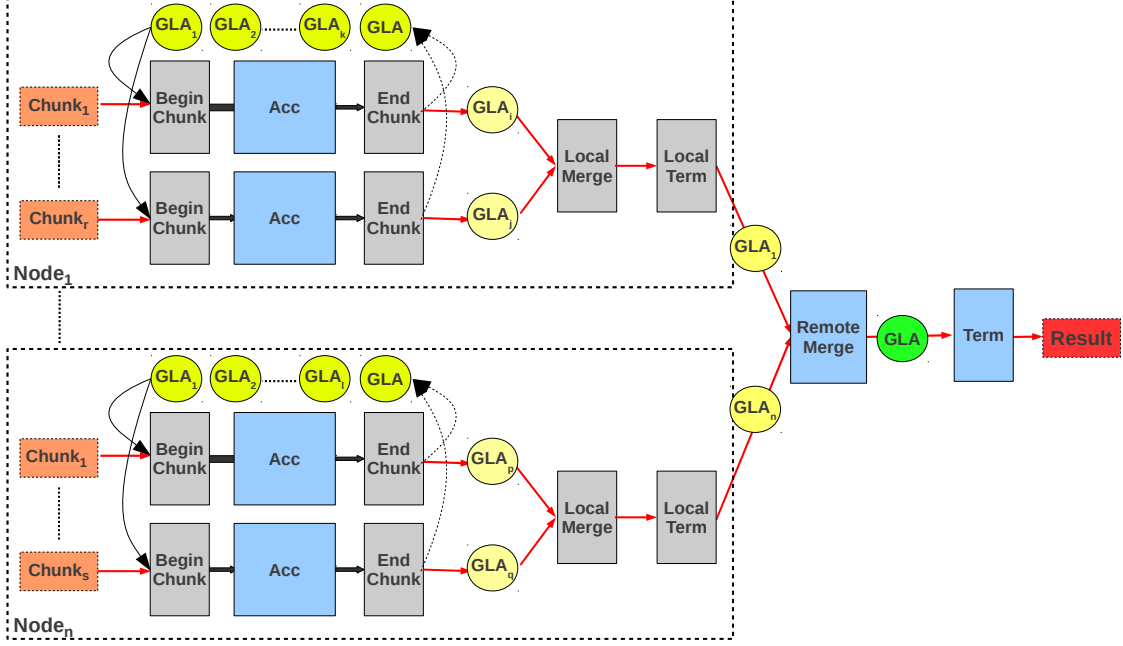 GLA₁ GLA₂ ........ GLAₖ GLA
Chunk₁
Begin
Chunk
Acc
End
Chunk
GLAᵢ
Local
Merge
Local
Term
Chunkᵣ
Begin
Chunk
Acc
End
Chunk
GLAⱼ
Node₁
GLA₁
Remote
Merge
GLA
Term
Result
GLA₁ GLA₂ ........ GLAₗ GLA
Chunk₁
Begin
Chunk
Acc
End
Chunk
GLAₚ
Local
Merge
Local
Term
GLAₙ
Chunkₛ
Begin
Chunk
Acc
End
Chunk
GLA_q
Nodeₙ